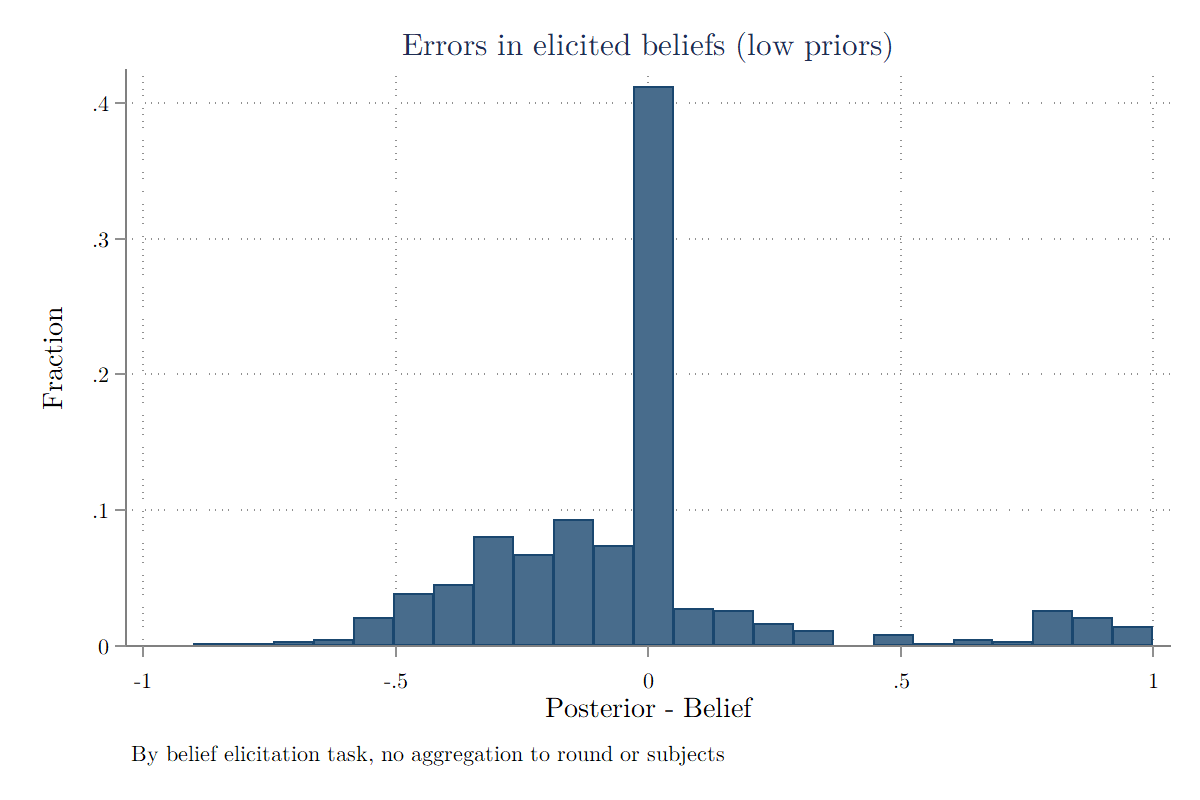 Errors in elicited beliefs (low priors)
.4
.3
.2
.1
0
Fraction
-1
-.5
0
.5
1
Posterior - Belief
By belief elicitation task, no aggregation to round or subjects